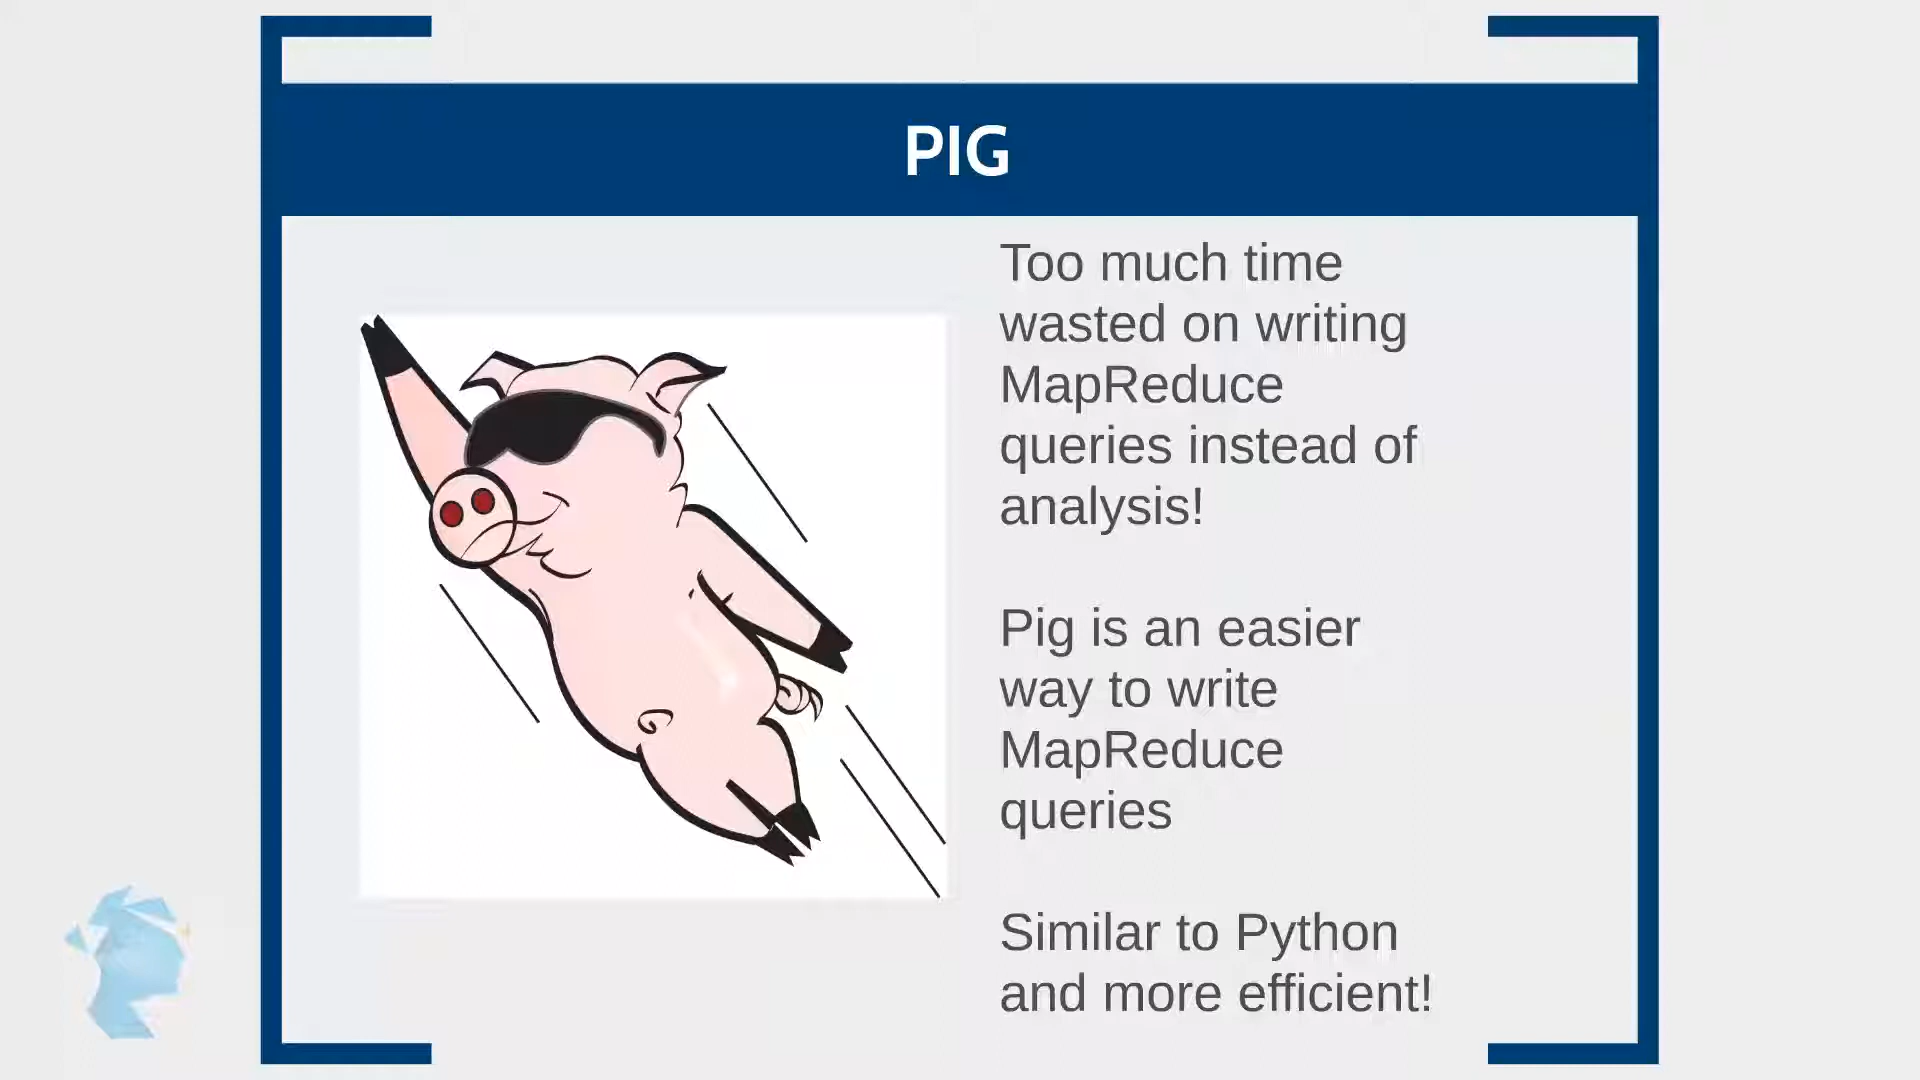 PIG
Too much time
wasted on writing
MapReduce
queries instead of
analysis!
Pig is an easier
way to write
MapReduce
queries
Similar to Python
and more efficient!